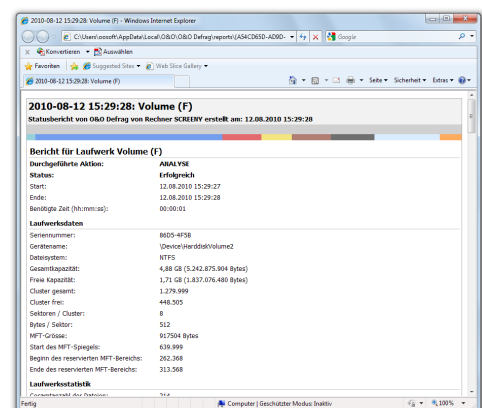 2010-08-12 15:29:28: Volume (F) - Windows Internet Explorer
C:\Users\oosoft\AppData\Local\O&O\O&O Defrag\reports\{A54CD65D-AD9D-
Google
x Konvertieren Auswählen
Favoriten Suggested Sites Web Slice Gallery
2010-08-12 15:29:28: Volume (F) Seite Sicherheit Extras
2010-08-12 15:29:28: Volume (F)
Statusbericht von O&O Defrag von Rechner SCREENY erstellt am: 12.08.2010 15:29:28
Bericht für Laufwerk Volume (F)
Durchgeführte Aktion: ANALYSE
Status: Erfolgreich
Start: 12.08.2010 15:29:27
Ende: 12.08.2010 15:29:28
Benötigte Zeit (hh:mm:ss): 00:00:01
Laufwerksdaten
Seriennummer: 86D5-4F5B
Gerätename: \Device\HarddiskVolume2
Dateisystem: NTFS
Gesamtkapazität: 4,88 GB (5.242.875.904 Bytes)
Freie Kapazität: 1,71 GB (1.837.076.480 Bytes)
Cluster gesamt: 1.279.999
Cluster frei: 448.505
Sektoren / Cluster: 8
Bytes / Sektor: 512
MFT-Grösse: 917504 Bytes
Start des MFT-Spiegels: 639.999
Beginn des reservierten MFT-Bereichs: 262.368
Ende des reservierten MFT-Bereichs: 313.568
Laufwerksstatistik
Gesamtanzahl der Dateien: 214
Fertig Computer | Geschützter Modus: Inaktiv 100%